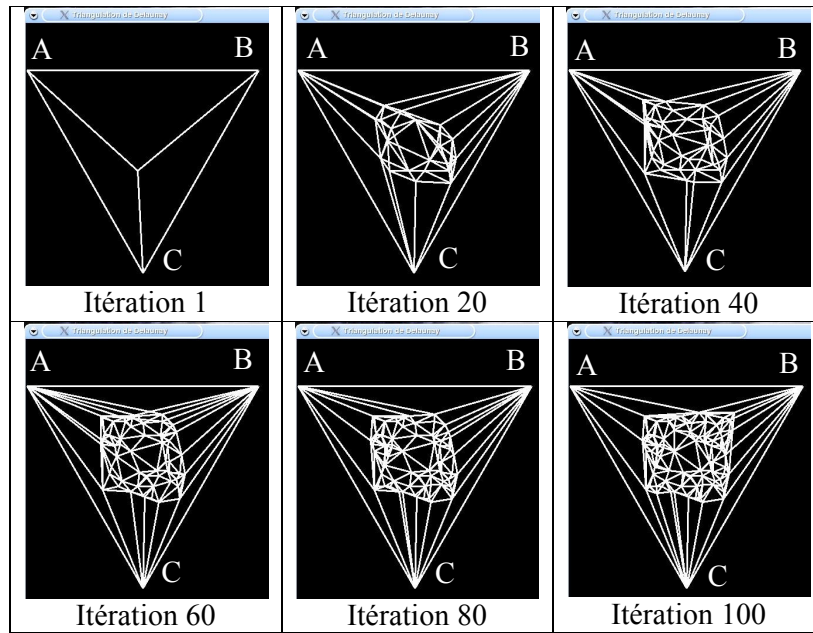 Triangulation de Delaunay
A B
C
Itération 1
Triangulation de Delaunay
A B
C
Itération 20
Triangulation de Delaunay
A B
C
Itération 40
Triangulation de Delaunay
A B
C
Itération 60
Triangulation de Delaunay
A B
C
Itération 80
Triangulation de Delaunay
A B
C
Itération 100